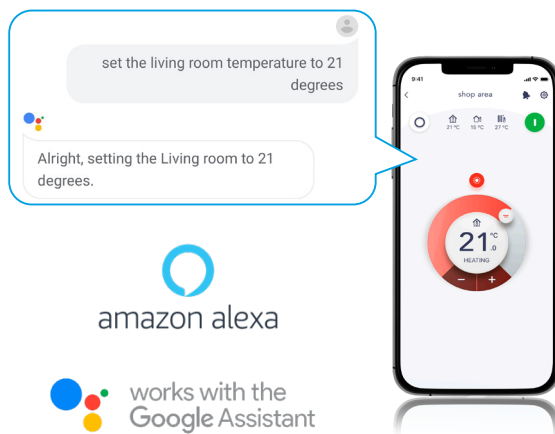 set the living room temperature to 21
degrees
Alright, setting the Living room to 21
degrees.
amazon alexa
works with the
Google Assistant
9:41
shop area
21 °C 15 °C 27 °C
21 °C
.0
HEATING
− +